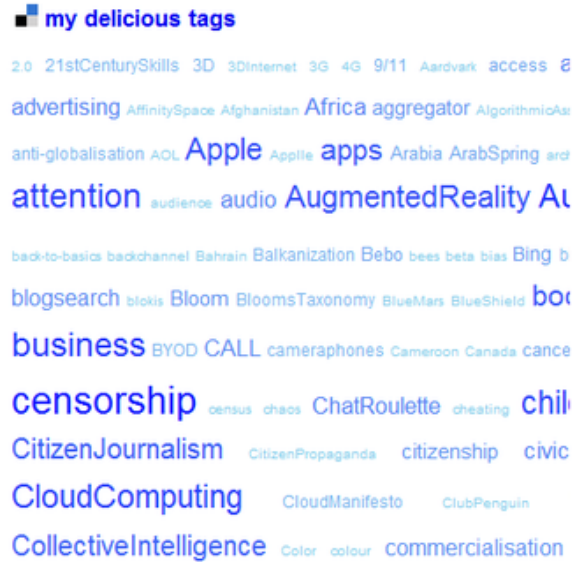 my delicious tags
2.0 21stCenturySkills 3D 3DInternet 3G 4G 9/11 Aardvark access
advertising AffinitySpace Afghanistan Africa aggregator
anti-globalisation AOL Apple Applle apps Arabia ArabSpring
attention audience audio AugmentedReality
back-to-basics backchannel Bahrain Balkanization Bebo bees beta bias Bing
blogsearch blokis Bloom BloomsTaxonomy BlueMars BlueShield
business BYOD CALL cameraphones Cameroon Canada
censorship census chaos ChatRoulette cheating
CitizenJournalism CitizenPropaganda citizenship civic
CloudComputing CloudManifesto ClubPenguin
CollectiveIntelligence Color colour commercialisation